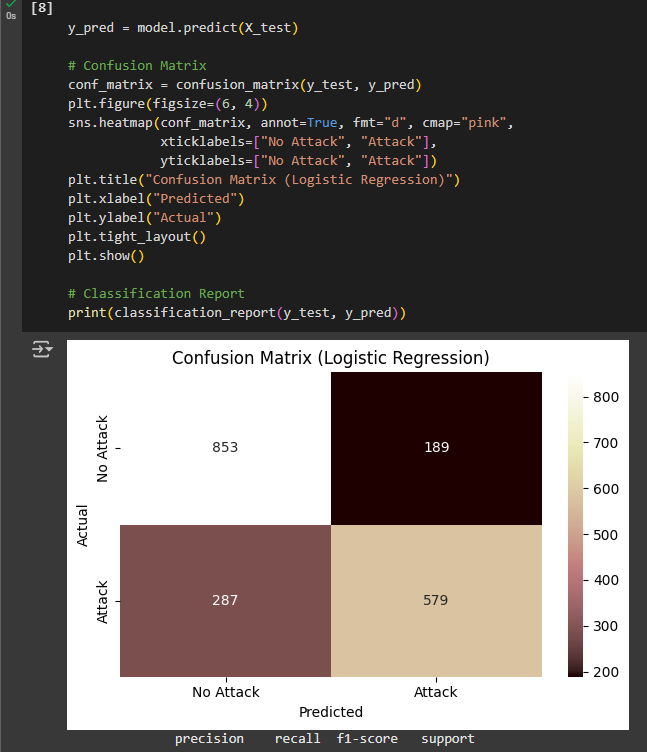 [8]
0s
y_pred = model.predict(X_test)
# Confusion Matrix
conf_matrix = confusion_matrix(y_test, y_pred)
plt.figure(figsize=(6, 4))
sns.heatmap(conf_matrix, annot=True, fmt="d", cmap="pink",
            xticklabels=["No Attack", "Attack"],
            yticklabels=["No Attack", "Attack"])
plt.title("Confusion Matrix (Logistic Regression)")
plt.xlabel("Predicted")
plt.ylabel("Actual")
plt.tight_layout()
plt.show()
# Classification Report
print(classification_report(y_test, y_pred))
Confusion Matrix (Logistic Regression)
Actual
No Attack
853
189
Attack
287
579
No Attack
Attack
Predicted
800
700
600
500
400
300
200
precision    recall  f1-score   support